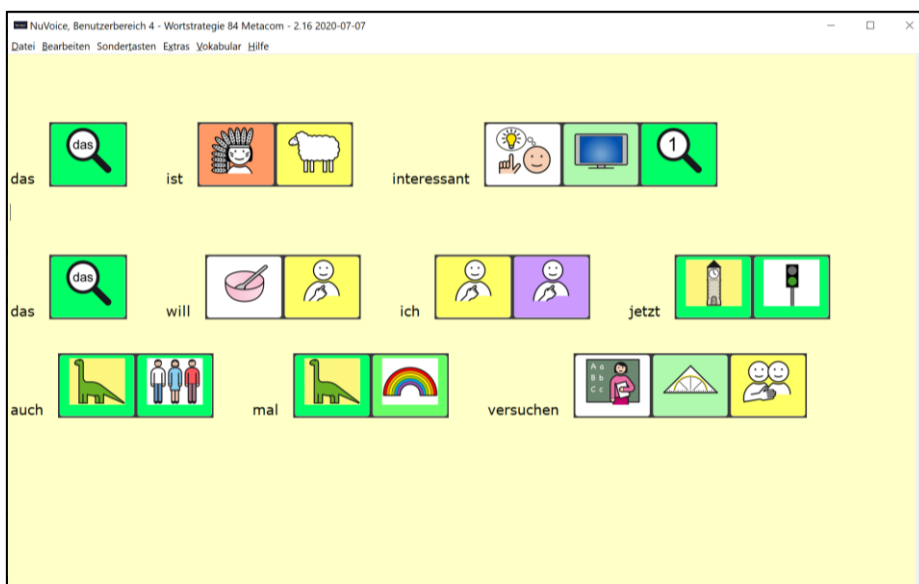 NuVoice, Benutzerbereich 4 - Wortstrategie 84 Metacom - 2.16 2020-07-07
Datei Bearbeiten Sondertasten Extras Vokabular Hilfe
das das ist interessant 1
das das will ich jetzt
auch mal versuchen A a B b C c